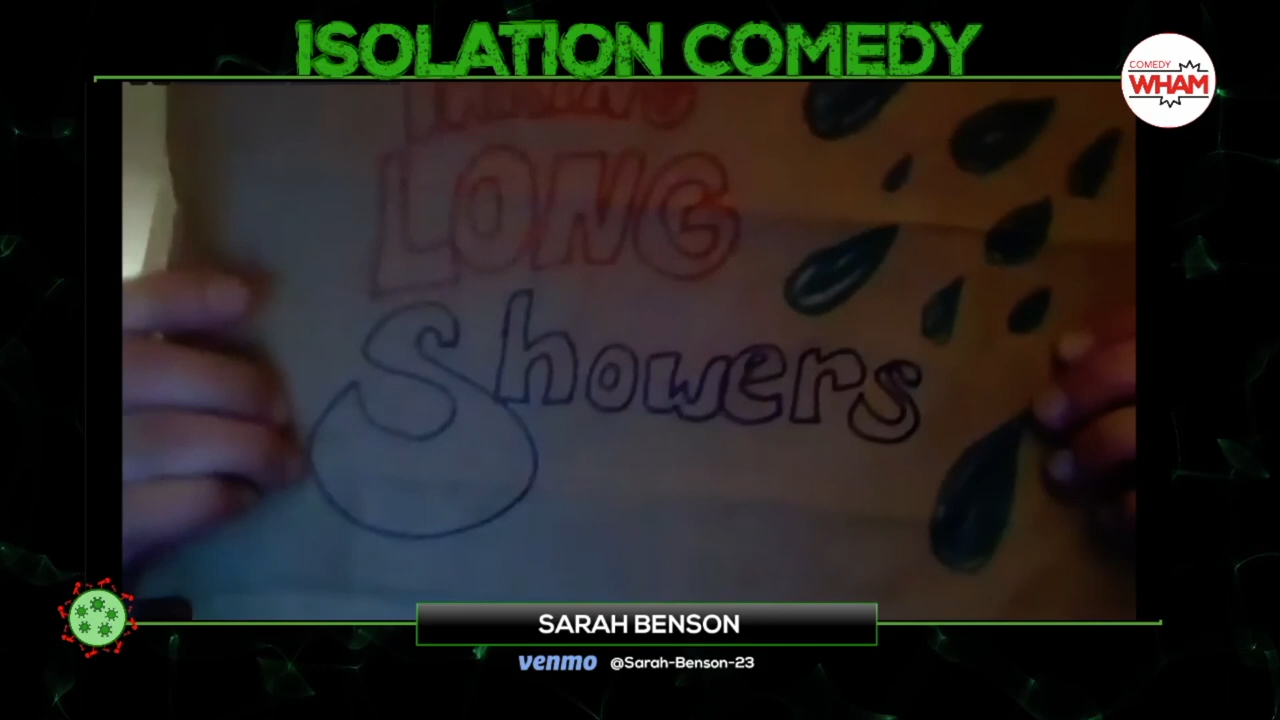 ISOLATION COMEDY
COMEDY
WHAM
LONG
Showers
SARAH BENSON
venmo @Sarah-Benson-23